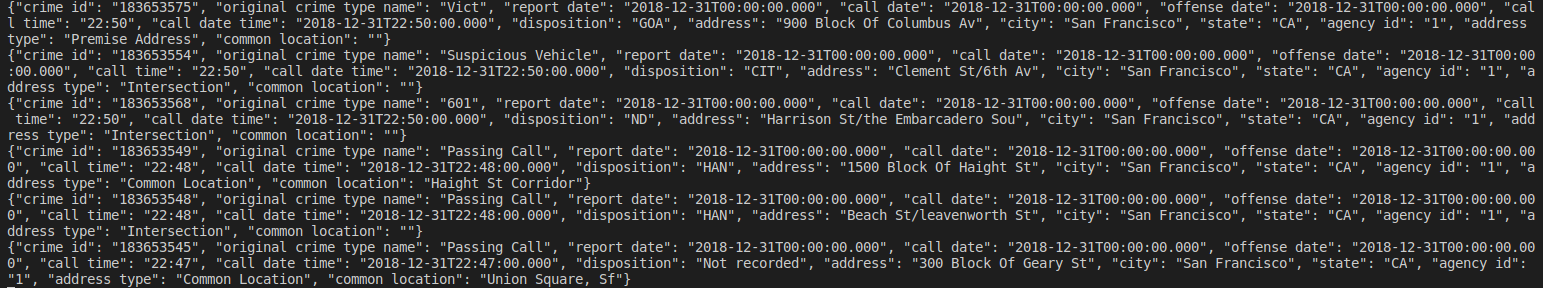 {"crime id": "183653575", "original crime type name": "Vict", "report date": "2018-12-31T00:00:00.000", "call date": "2018-12-31T00:00:00.000", "offense date": "2018-12-31T00:00:00.000", "cal
l time": "22:50", "call date time": "2018-12-31T22:50:00.000", "disposition": "GOA", "address": "900 Block Of Columbus Av", "city": "San Francisco", "state": "CA", "agency id": "1", "address 
type": "Premise Address", "common location": ""}
{"crime id": "183653554", "original crime type name": "Suspicious Vehicle", "report date": "2018-12-31T00:00:00.000", "call date": "2018-12-31T00:00:00.000", "offense date": "2018-12-31T00:00
:00.000", "call time": "22:50", "call date time": "2018-12-31T22:50:00.000", "disposition": "CIT", "address": "Clement St/6th Av", "city": "San Francisco", "state": "CA", "agency id": "1", "a
ddress type": "Intersection", "common location": ""}
{"crime id": "183653568", "original crime type name": "601", "report date": "2018-12-31T00:00:00.000", "call date": "2018-12-31T00:00:00.000", "offense date": "2018-12-31T00:00:00.000", "call
 time": "22:50", "call date time": "2018-12-31T22:50:00.000", "disposition": "ND", "address": "Harrison St/the Embarcadero Sou", "city": "San Francisco", "state": "CA", "agency id": "1", "add
ress type": "Intersection", "common location": ""}
{"crime id": "183653549", "original crime type name": "Passing Call", "report date": "2018-12-31T00:00:00.000", "call date": "2018-12-31T00:00:00.000", "offense date": "2018-12-31T00:00:00.00
0", "call time": "22:48", "call date time": "2018-12-31T22:48:00.000", "disposition": "HAN", "address": "1500 Block Of Haight St", "city": "San Francisco", "state": "CA", "agency id": "1", "a
ddress type": "Common Location", "common location": "Haight St Corridor"}
{"crime id": "183653548", "original crime type name": "Passing Call", "report date": "2018-12-31T00:00:00.000", "call date": "2018-12-31T00:00:00.000", "offense date": "2018-12-31T00:00:00.00
0", "call time": "22:48", "call date time": "2018-12-31T22:48:00.000", "disposition": "HAN", "address": "Beach St/leavenworth St", "city": "San Francisco", "state": "CA", "agency id": "1", "a
ddress type": "Intersection", "common location": ""}
{"crime id": "183653545", "original crime type name": "Passing Call", "report date": "2018-12-31T00:00:00.000", "call date": "2018-12-31T00:00:00.000", "offense date": "2018-12-31T00:00:00.00
0", "call time": "22:47", "call date time": "2018-12-31T22:47:00.000", "disposition": "Not recorded", "address": "300 Block Of Geary St", "city": "San Francisco", "state": "CA", "agency id": 
"1", "address type": "Common Location", "common location": "Union Square, Sf"}